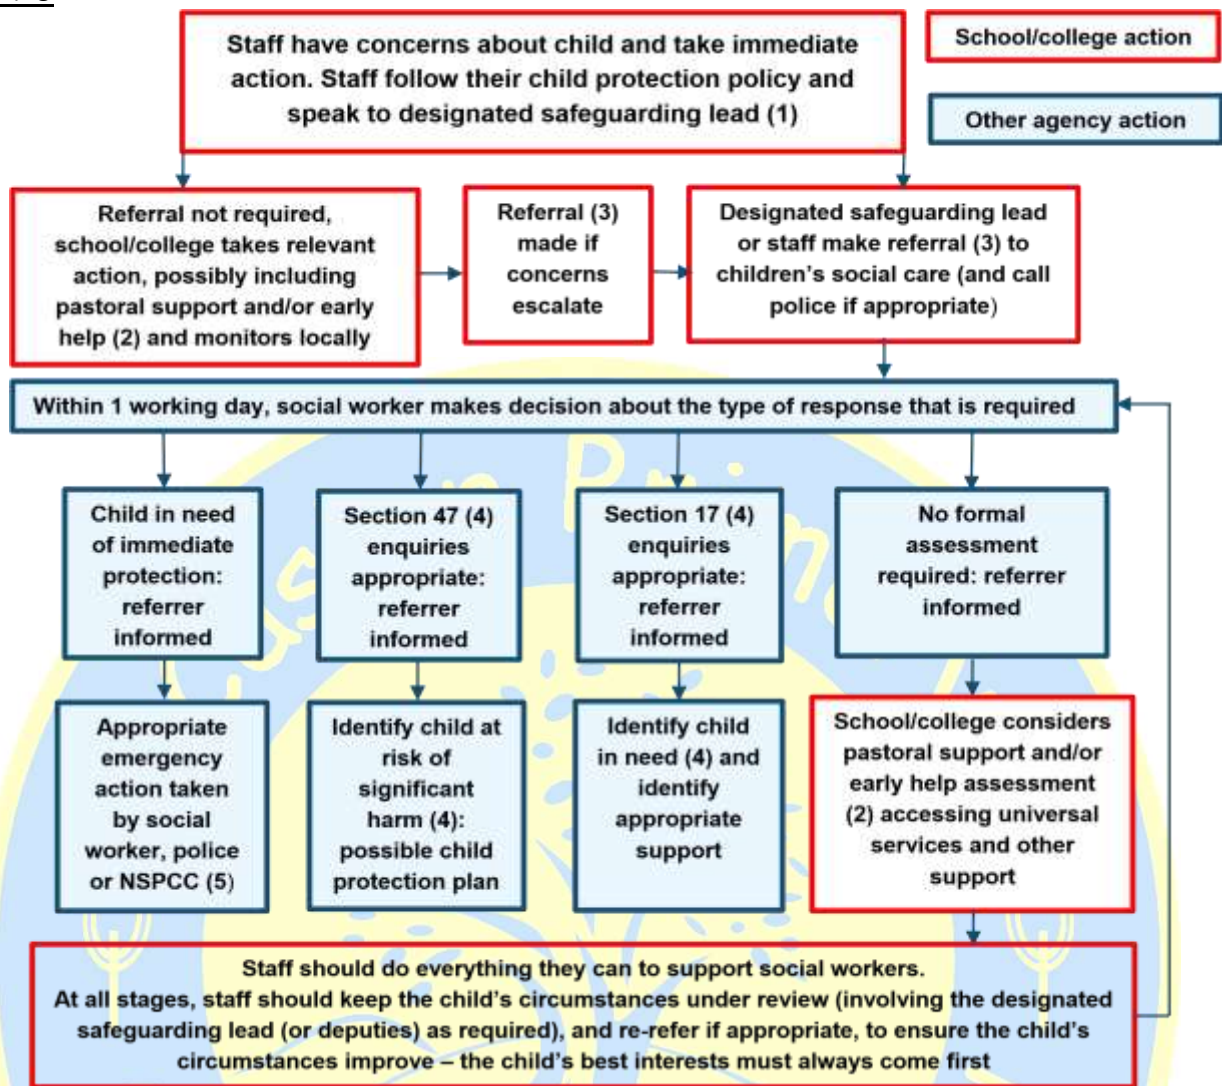 Staff have concerns about child and take immediate
action. Staff follow their child protection policy and
speak to designated safeguarding lead (1)
School/college action
Other agency action
Referral not required,
school/college takes relevant
action, possibly including
pastoral support and/or early
help (2) and monitors locally
Referral (3)
made if
concerns
escalate
Designated safeguarding lead
or staff make referral (3) to
children's social care (and call
police if appropriate)
Within 1 working day, social worker makes decision about the type of response that is required
Child in need
of immediate
protection:
referrer
informed
Section 47 (4)
enquiries
appropriate:
referrer
informed
Section 17 (4)
enquiries
appropriate:
referrer
informed
No formal
assessment
required: referrer
informed
Appropriate
emergency
action taken
by social
worker, police
or NSPCC (5)
Identify child at
risk of
significant
harm (4):
possible child
protection plan
Identify child
in need (4) and
identify
appropriate
support
School/college considers
pastoral support and/or
early help assessment
(2) accessing universal
services and other
support
Staff should do everything they can to support social workers.
At all stages, staff should keep the child's circumstances under review (involving the designated
safeguarding lead (or deputies) as required), and re-refer if appropriate, to ensure the child's
circumstances improve – the child's best interests must always come first